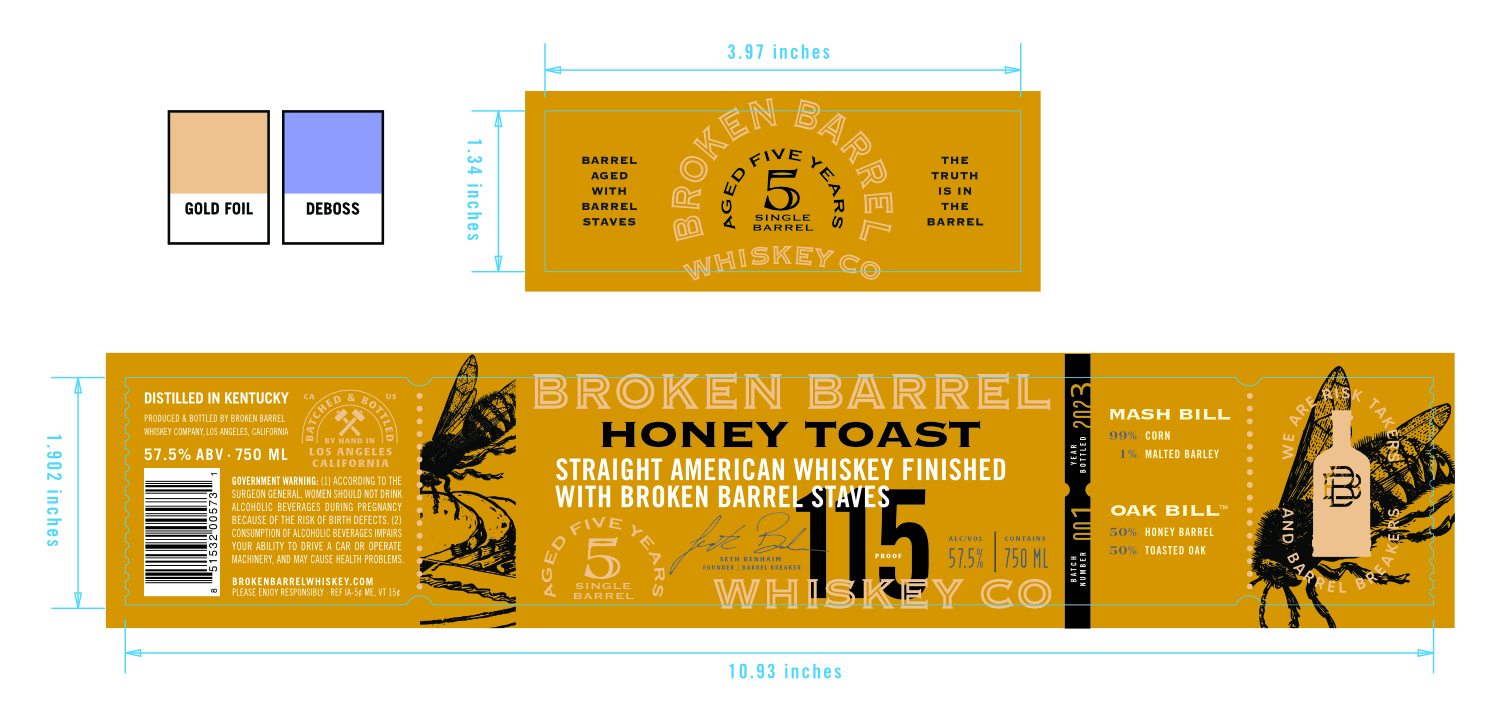 3.97 inches
1.34 inches
GOLD FOIL
DEBOSS
BROKEN BARREL
WHISKEY CO
BARREL
AGED
WITH
BARREL
STAVES
AGED FIVE YEARS
5
SINGLE
BARREL
THE
TRUTH
IS IN
THE
BARREL
1.902 inches
10.93 inches
DISTILLED IN KENTUCKY
PRODUCED & BOTTLED BY BROKEN BARREL
WHISKEY COMPANY, LOS ANGELES, CALIFORNIA
57.5% ABV · 750 ML
CA
US
BATCHED & BOTTLED
BY HAND IN
LOS ANGELES
CALIFORNIA
8 51532 00573 1
GOVERNMENT WARNING: (1) ACCORDING TO THE
SURGEON GENERAL, WOMEN SHOULD NOT DRINK
ALCOHOLIC BEVERAGES DURING PREGNANCY
BECAUSE OF THE RISK OF BIRTH DEFECTS. (2)
CONSUMPTION OF ALCOHOLIC BEVERAGES IMPAIRS
YOUR ABILITY TO DRIVE A CAR OR OPERATE
MACHINERY, AND MAY CAUSE HEALTH PROBLEMS.
BROKENBARRELWHISKEY.COM
PLEASE ENJOY RESPONSIBLY · REF IA-5¢ ME, VT 15¢
BROKEN BARREL
HONEY TOAST
STRAIGHT AMERICAN WHISKEY FINISHED
WITH BROKEN BARREL STAVES
AGED FIVE YEARS
5
SINGLE
BARREL
SETH BENHAIM
FOUNDER | BARREL BREAKER
115
PROOF
ALC/VOL
57.5%
CONTAINS
750 ML
WHISKEY CO
YEAR
BOTTLED
2023
BATCH
NUMBER
001
MASH BILL
99% CORN
1% MALTED BARLEY
OAK BILL™
50% HONEY BARREL
50% TOASTED OAK
WE ARE RISK TAKERS
AND BARREL BREAKERS